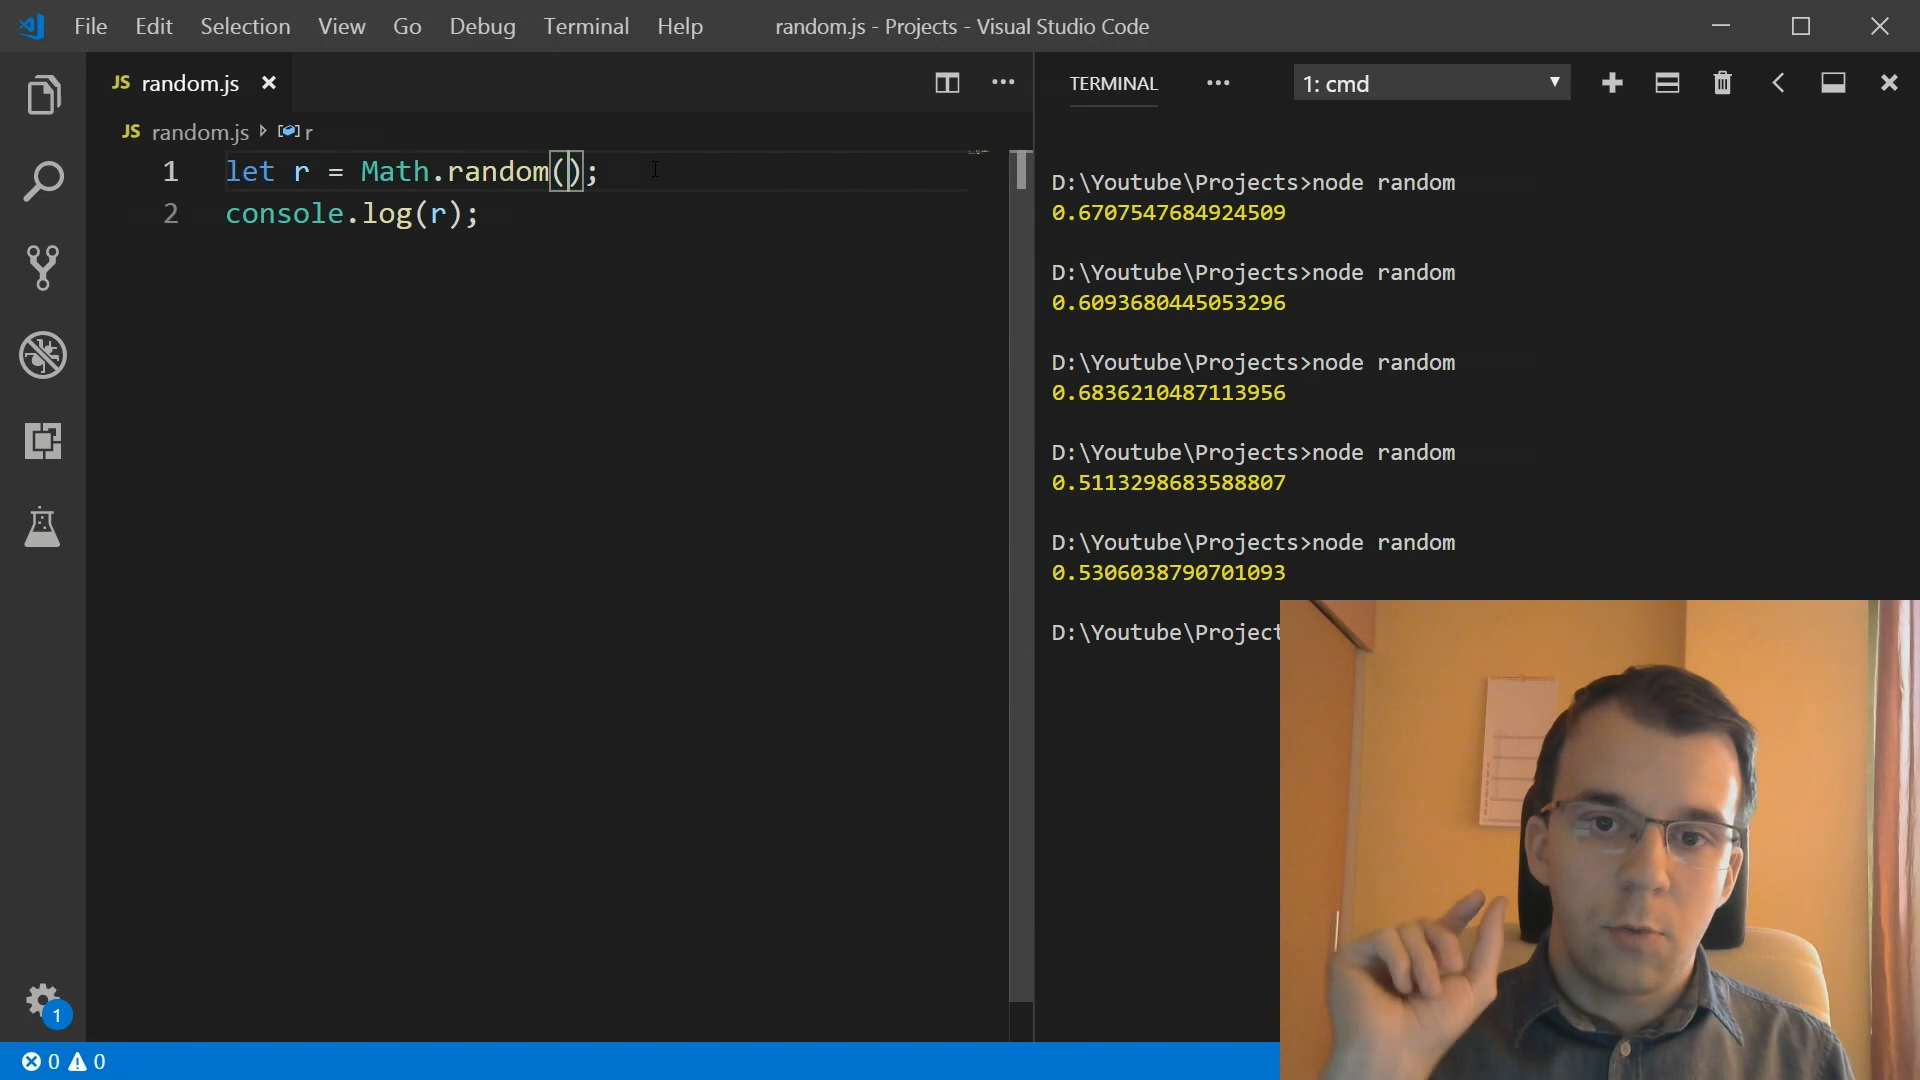 File Edit Selection View Go Debug Terminal Help random.js - Projects - Visual Studio Code
JS random.js
JS random.js r
1 let r = Math.random();
2 console.log(r);
TERMINAL 1: cmd
D:\Youtube\Projects>node random
0.6707547684924509
D:\Youtube\Projects>node random
0.6093680445053296
D:\Youtube\Projects>node random
0.6836210487113956
D:\Youtube\Projects>node random
0.5113298683588807
D:\Youtube\Projects>node random
0.5306038790701093
D:\Youtube\Project
1
0 0